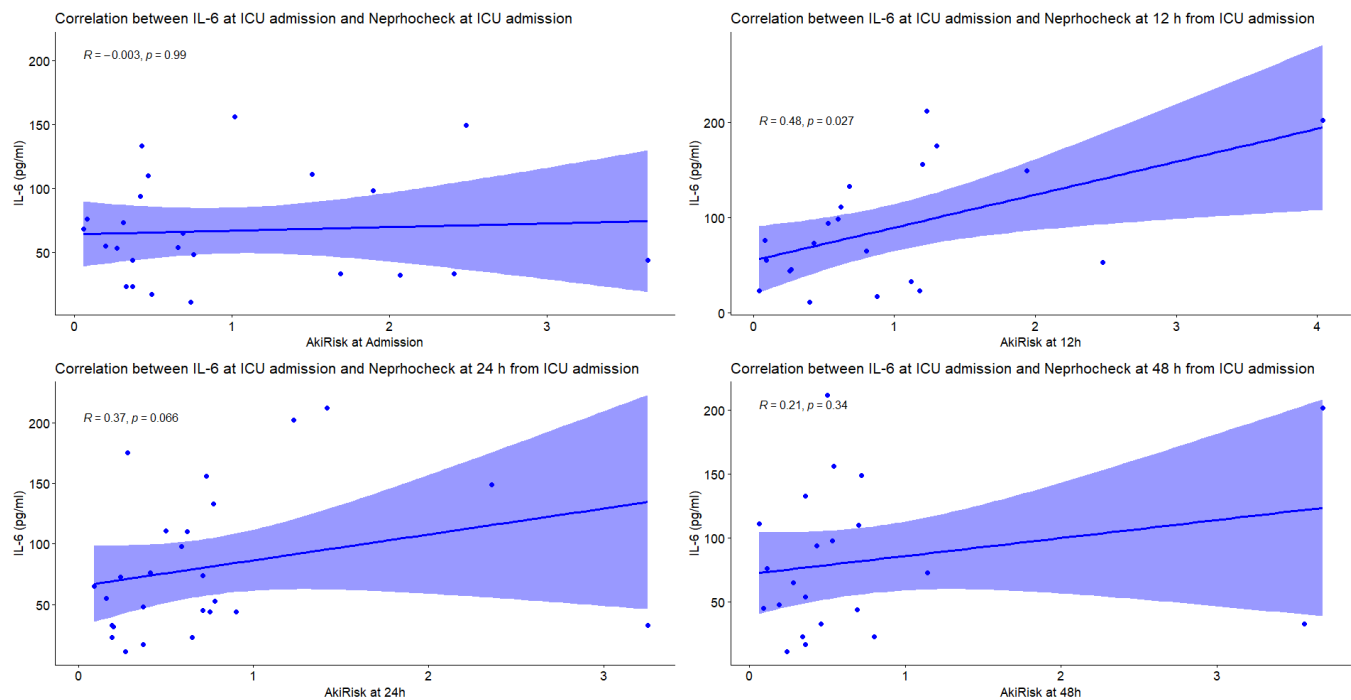 Correlation between IL-6 at ICU admission and Neprhocheck at ICU admission
R = −0.003, p = 0.99
200
150
100
50
IL-6 (pg/ml)
0 1 2 3
AkiRisk at Admission
Correlation between IL-6 at ICU admission and Neprhocheck at 12 h from ICU admission
R = 0.48, p = 0.027
200
100
0
IL-6 (pg/ml)
0 1 2 3 4
AkiRisk at 12h
Correlation between IL-6 at ICU admission and Neprhocheck at 24 h from ICU admission
R = 0.37, p = 0.066
200
150
100
50
IL-6 (pg/ml)
0 1 2 3
AkiRisk at 24h
Correlation between IL-6 at ICU admission and Neprhocheck at 48 h from ICU admission
R = 0.21, p = 0.34
200
150
100
50
IL-6 (pg/ml)
0 1 2 3
AkiRisk at 48h